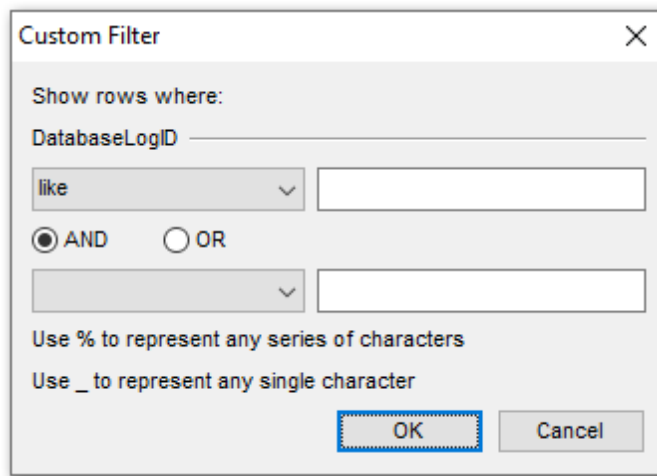 Custom Filter
Show rows where:
DatabaseLogID
like
AND OR
Use % to represent any series of characters
Use _ to represent any single character
OK Cancel